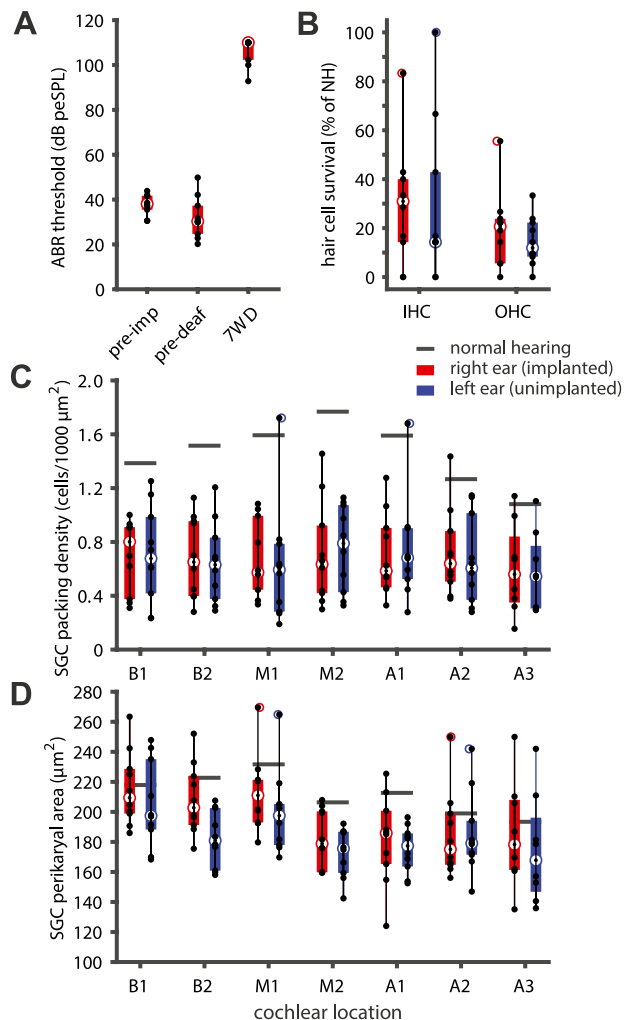 A
120
100
80
60
40
20
0
ABR threshold (dB peSPL)
pre-imp
pre-deaf
7WD
B
100
80
60
40
20
0
hair cell survival (% of NH)
IHC
OHC
normal hearing
right ear (implanted)
left ear (unimplanted)
C
2.0
1.6
1.2
0.8
0.4
0
SGC packing density (cells/1000 µm²)
B1 B2 M1 M2 A1 A2 A3
D
280
260
240
220
200
180
160
140
120
100
SGC perikaryal area (µm²)
B1 B2 M1 M2 A1 A2 A3
cochlear location